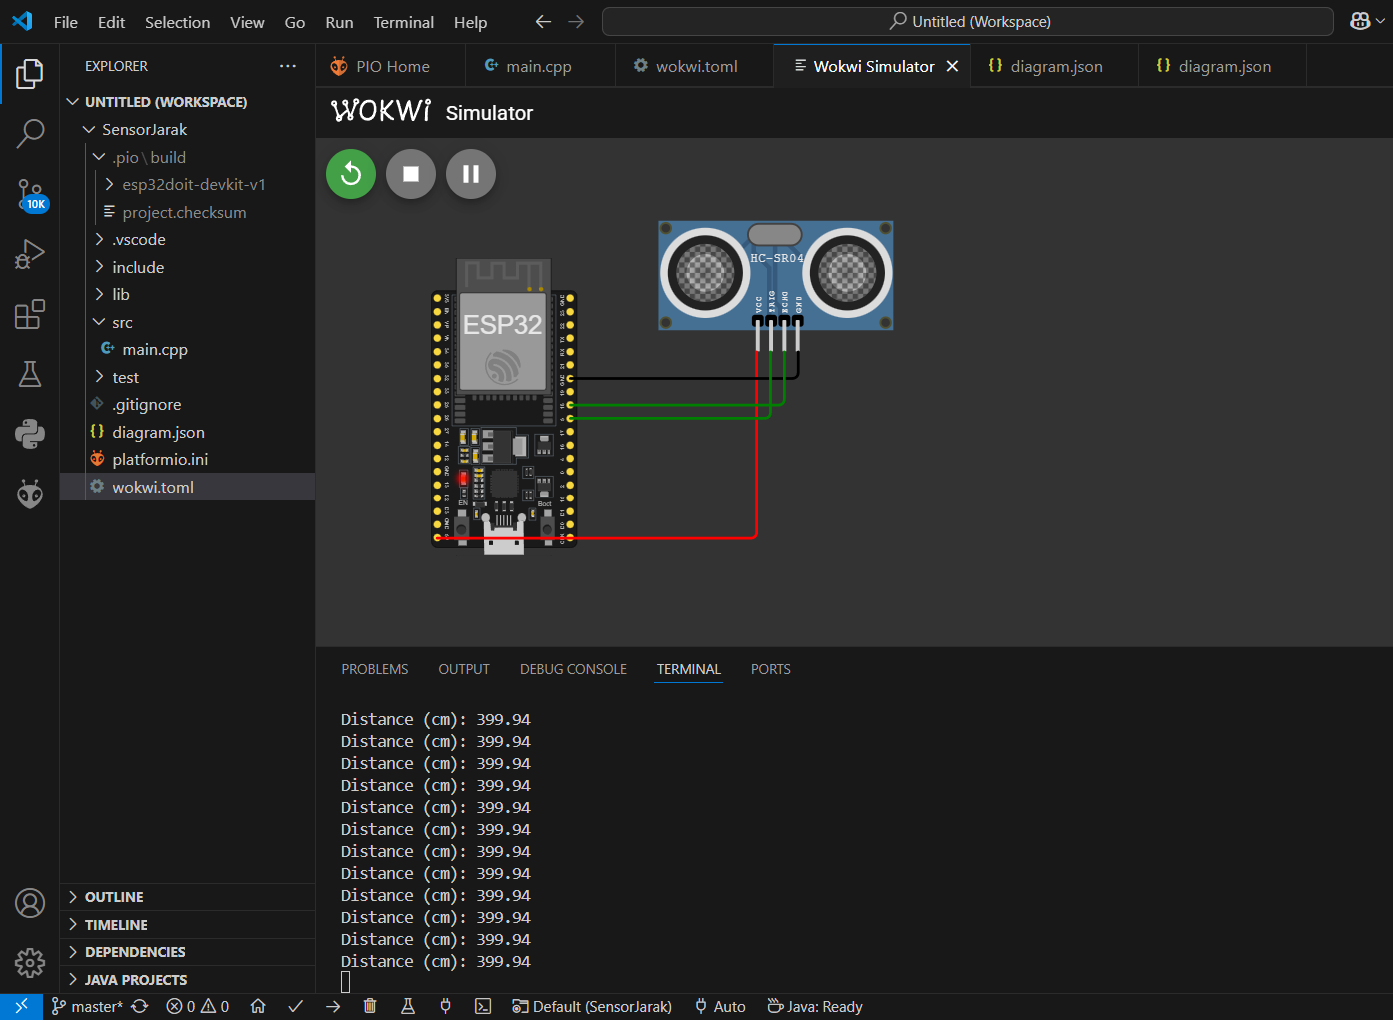 File Edit Selection View Go Run Terminal Help
Untitled (Workspace)
EXPLORER
UNTITLED (WORKSPACE)
SensorJarak
.pio\build
esp32doit-devkit-v1
project.checksum
.vscode
include
lib
src
main.cpp
test
.gitignore
diagram.json
platformio.ini
wokwi.toml
10K
OUTLINE
TIMELINE
DEPENDENCIES
JAVA PROJECTS
PIO Home
main.cpp
wokwi.toml
Wokwi Simulator
diagram.json
diagram.json
WOKWi Simulator
HC-SR04
VCC
TRIG
ECHO
GND
ESP32
EN
Boot
PROBLEMS OUTPUT DEBUG CONSOLE TERMINAL PORTS
Distance (cm): 399.94
Distance (cm): 399.94
Distance (cm): 399.94
Distance (cm): 399.94
Distance (cm): 399.94
Distance (cm): 399.94
Distance (cm): 399.94
Distance (cm): 399.94
Distance (cm): 399.94
Distance (cm): 399.94
Distance (cm): 399.94
Distance (cm): 399.94
master* 0 0 Default (SensorJarak) Auto Java: Ready